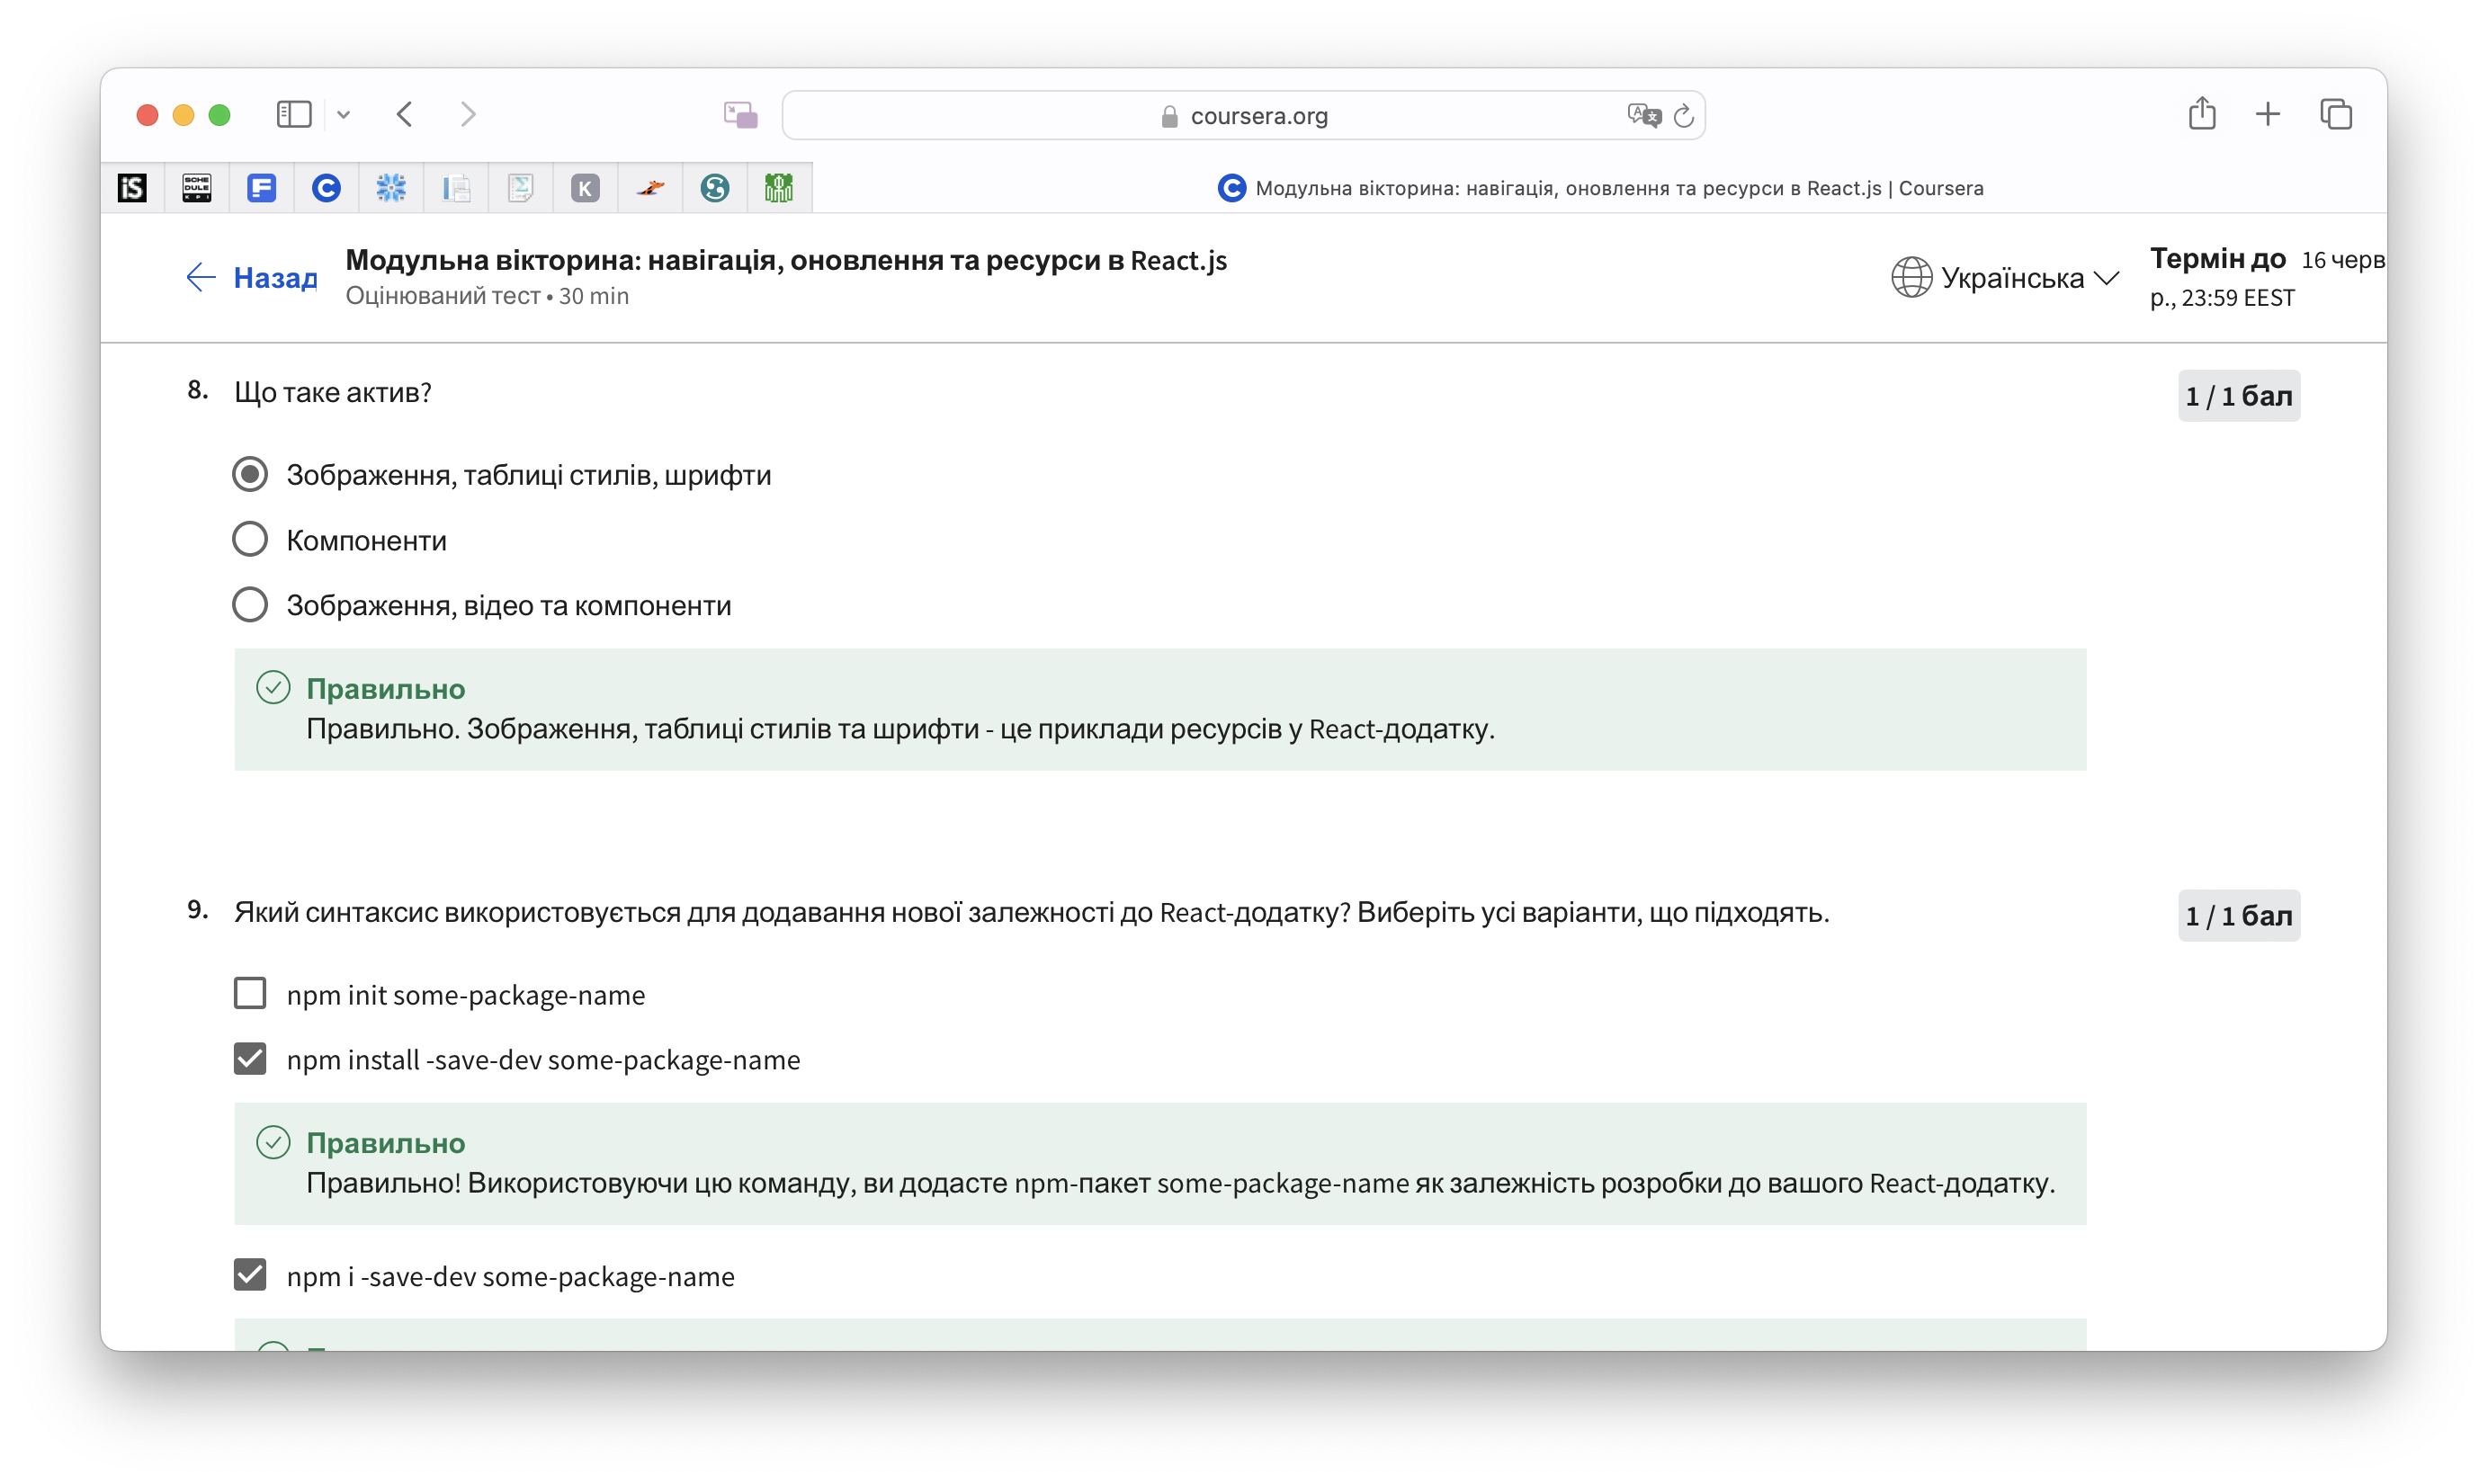 coursera.org
iS
SCHE
DULE
KPI
K
Модульна вікторина: навігація, оновлення та ресурси в React.js | Coursera
Назад
Модульна вікторина: навігація, оновлення та ресурси в React.js
Оцінюваний тест • 30 min
Українська
Термін до 16 черв
р., 23:59 EEST
8. Що таке актив?
1 / 1 бал
Зображення, таблиці стилів, шрифти
Компоненти
Зображення, відео та компоненти
Правильно
Правильно. Зображення, таблиці стилів та шрифти - це приклади ресурсів у React-додатку.
9. Який синтаксис використовується для додавання нової залежності до React-додатку? Виберіть усі варіанти, що підходять.
1 / 1 бал
npm init some-package-name
npm install -save-dev some-package-name
Правильно
Правильно! Використовуючи цю команду, ви додасте npm-пакет some-package-name як залежність розробки до вашого React-додатку.
npm i -save-dev some-package-name